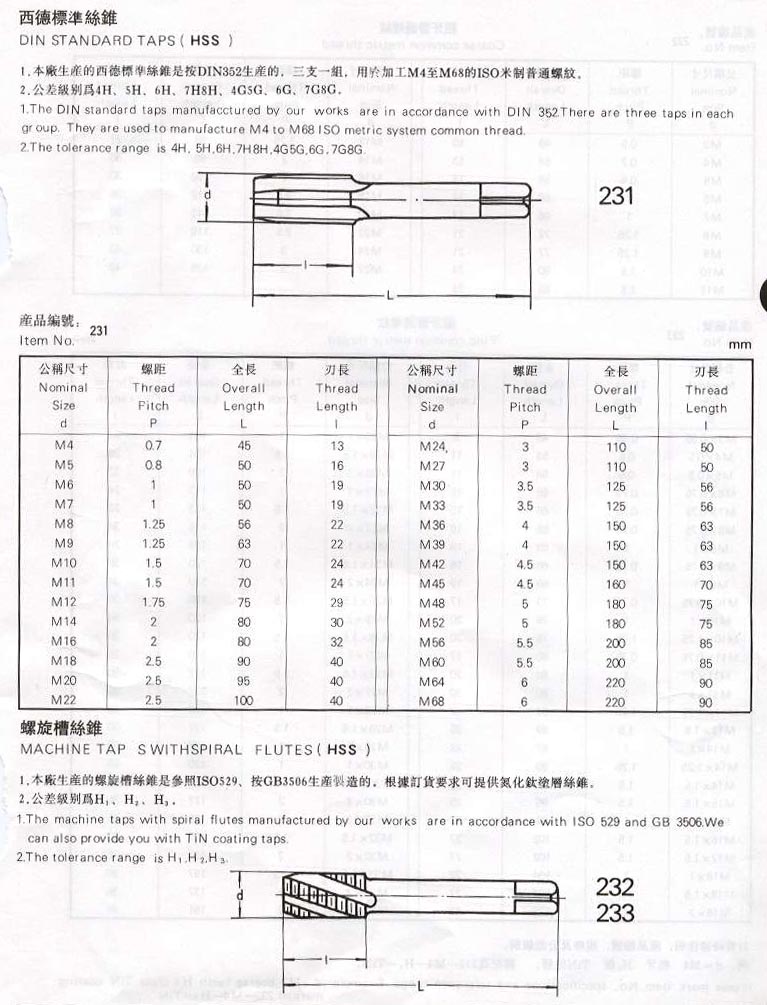 西德標準絲錐
DIN STANDARD TAPS ( HSS )
1.本廠生産的西德標準絲錐是按DIN352生産的，三支一組，用於加工M4至M68的ISO米制普通螺紋。
2.公差級别爲4H、5H、6H、7H8H、4G5G、6G、7G8G.
1.The DIN standard taps manufacctured by our works are in accordance with DIN 352.There are three taps in each
group. They are used to manufacture M4 to M68 ISO metric system common thread.
2.The tolerance range is 4H, 5H,6H,7H8H,4G5G,6G,7G8G.
d
231
l
L
産品編號：231
Item No.
mm
公稱尺寸 螺距 全長 刃長 公稱尺寸 螺距 全長 刃長
Nominal Thread Overall Thread Nominal Thread Overall Thread
Size Pitch Length Length Size Pitch Length Length
d P L l d P L l
M4 0.7 45 13 M24 3 110 50
M5 0.8 50 16 M27 3 110 50
M6 1 50 19 M30 3.5 125 56
M7 1 50 19 M33 3.5 125 56
M8 1.25 56 22 M36 4 150 63
M9 1.25 63 22 M39 4 150 63
M10 1.5 70 24 M42 4.5 150 63
M11 1.5 70 24 M45 4.5 160 70
M12 1.75 75 29 M48 5 180 75
M14 2 80 30 M52 5 180 75
M16 2 80 32 M56 5.5 200 85
M18 2.5 90 40 M60 5.5 200 85
M20 2.5 95 40 M64 6 220 90
M22 2.5 100 40 M68 6 220 90
螺旋槽絲錐
MACHINE TAP S WITHSPIRAL FLUTES ( HSS )
1.本廠生産的螺旋槽絲錐是參照ISO529、按GB3506生産製造的。根據訂貨要求可提供氮化鈦塗層絲錐。
2.公差級别爲H₁、H₂、H₃。
1.The machine taps with spiral flutes manufactured by our works are in accordance with ISO 529 and GB 3506.We
can also provide you with TiN coating taps.
2.The tolerance range is H₁,H₂,H₃.
d
232
233
l
L